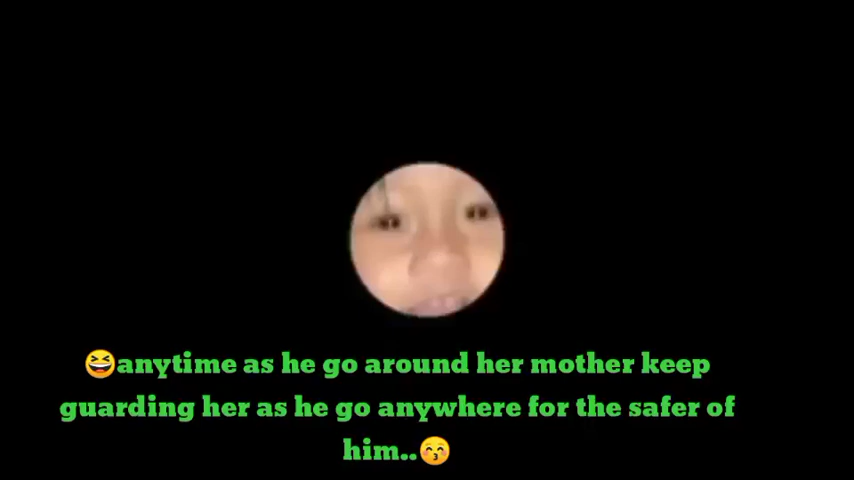 😆anytime as he go around her mother keep
guarding her as he go anywhere for the safer of
him..😚